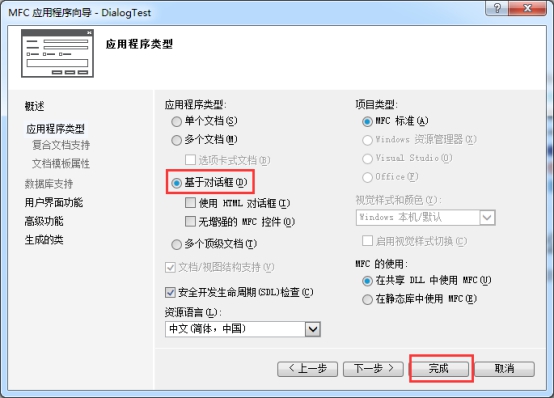 MFC 应用程序向导 - DialogTest
应用程序类型
概述
应用程序类型
复合文档支持
文档模板属性
数据库支持
用户界面功能
高级功能
生成的类
应用程序类型:
单个文档(S)
多个文档(M)
选项卡式文档(B)
基于对话框(D)
使用 HTML 对话框(I)
无增强的 MFC 控件(O)
多个顶级文档(T)
文档/视图结构支持(V)
安全开发生命周期(SDL)检查(C)
资源语言(L):
中文(简体，中国)
项目类型:
MFC 标准(A)
Windows 资源管理器(X)
Visual Studio(U)
Office(F)
视觉样式和颜色(Y):
Windows 本机/默认
启用视觉样式切换(C)
MFC 的使用:
在共享 DLL 中使用 MFC(U)
在静态库中使用 MFC(E)
< 上一步
下一步 >
完成
取消